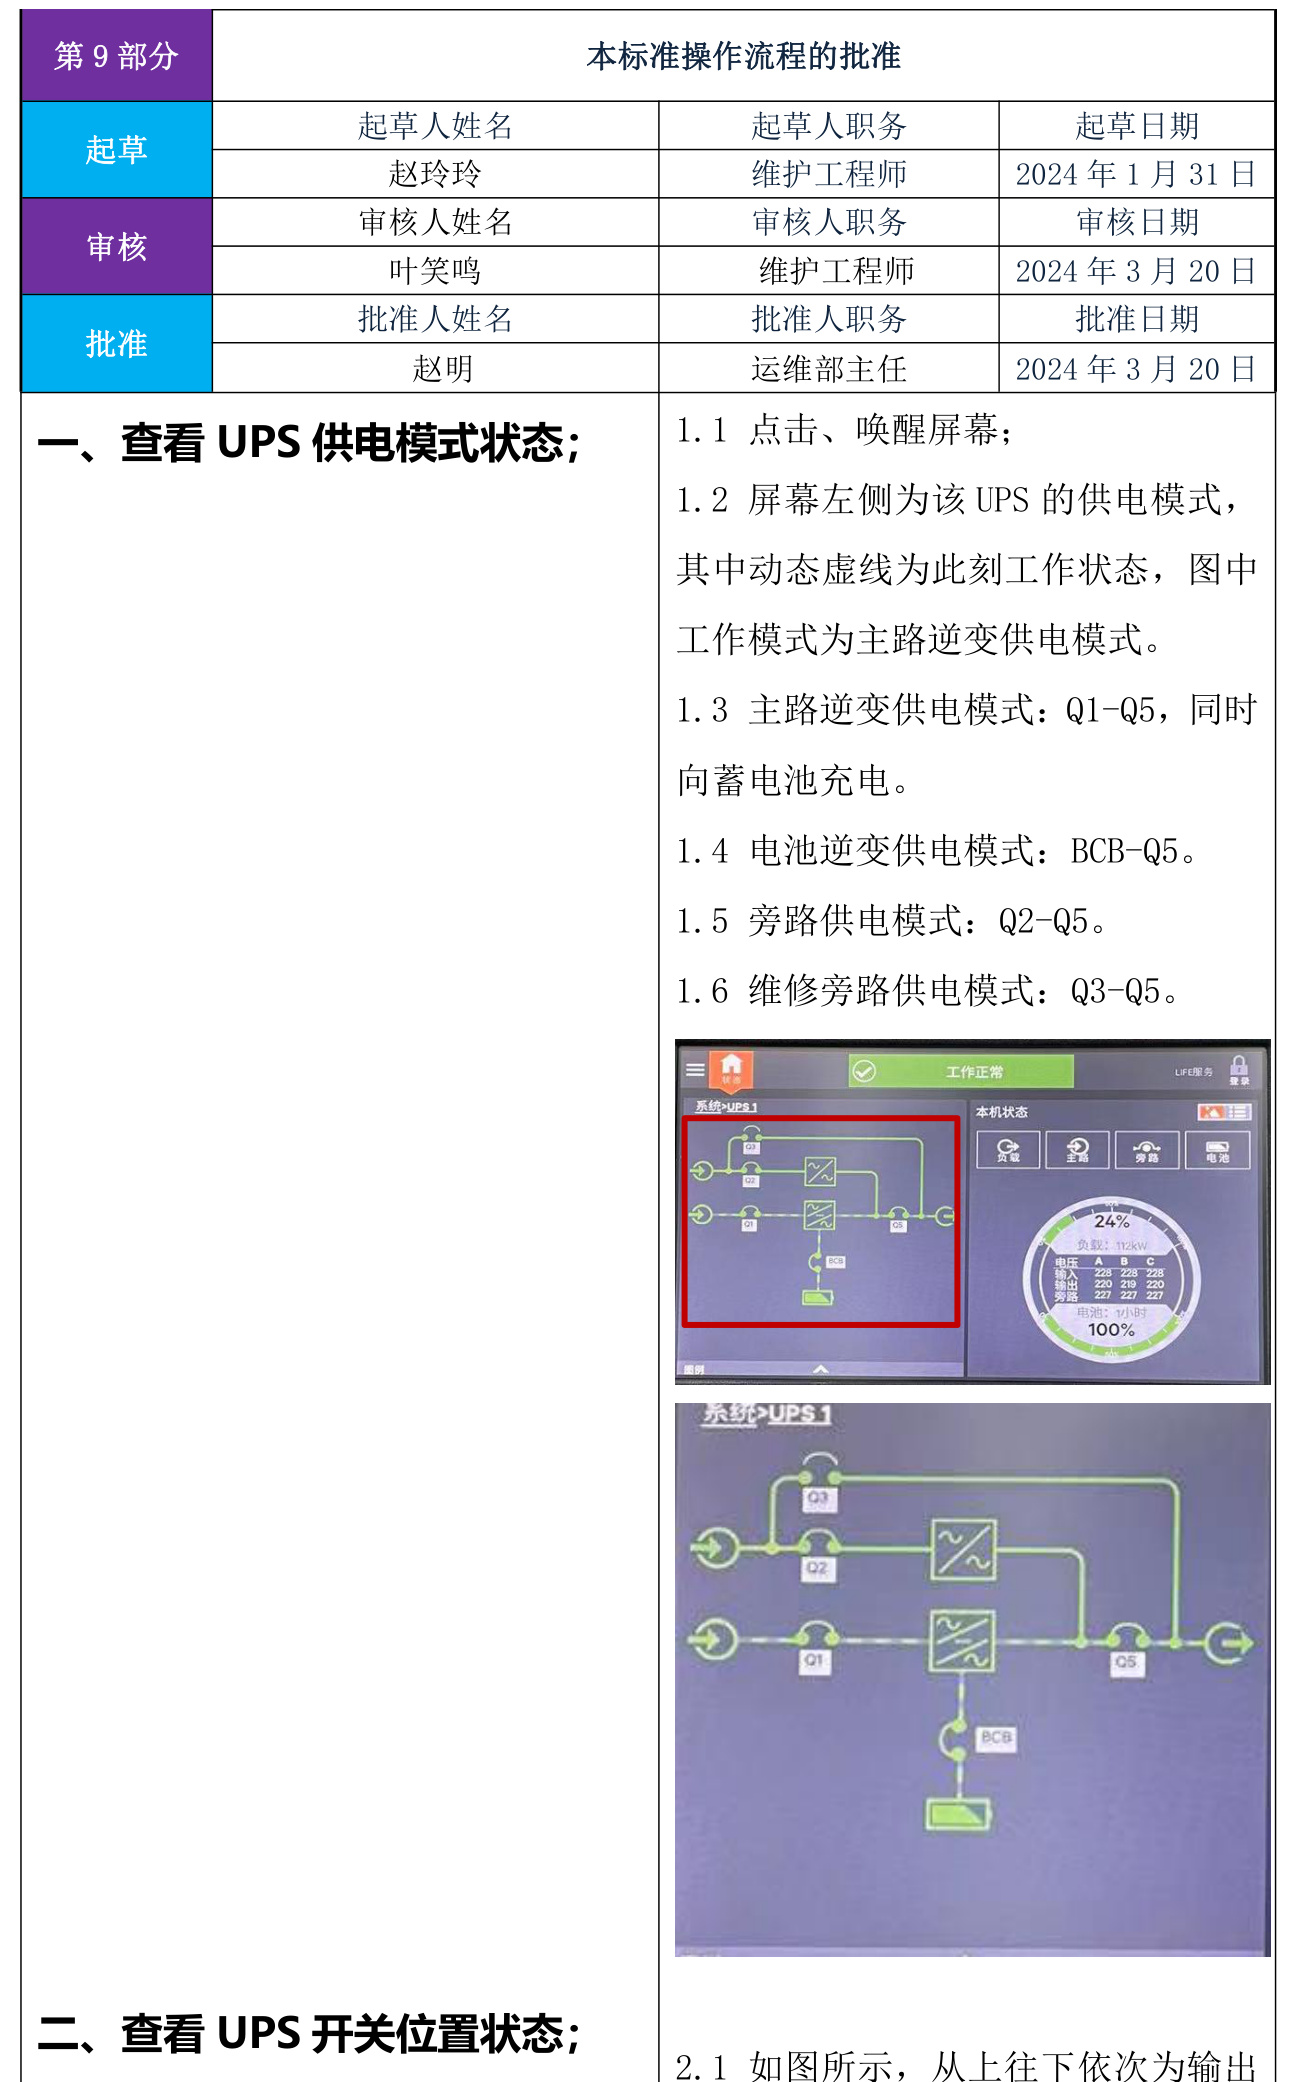 第 9 部分
本标准操作流程的批准
起草
起草人姓名
起草人职务
起草日期
赵玲玲
维护工程师
2024 年 1 月 31 日
审核
审核人姓名
审核人职务
审核日期
叶笑鸣
维护工程师
2024 年 3 月 20 日
批准
批准人姓名
批准人职务
批准日期
赵明
运维部主任
2024 年 3 月 20 日
一、查看 UPS 供电模式状态；
1.1 点击、唤醒屏幕；
1.2 屏幕左侧为该 UPS 的供电模式，
其中动态虚线为此刻工作状态，图中
工作模式为主路逆变供电模式。
1.3 主路逆变供电模式：Q1-Q5，同时
向蓄电池充电。
1.4 电池逆变供电模式：BCB-Q5。
1.5 旁路供电模式：Q2-Q5。
1.6 维修旁路供电模式：Q3-Q5。
状态
工作正常
LIFE服务
登录
系统>UPS 1
本机状态
Q3
Q2
Q1
Q5
BCB
负载
主路
旁路
电池
24%
负载：112kW
电压 A B C
输入 228 228 228
输出 220 219 220
旁路 227 227 227
电池：1小时
100%
图例
系统>UPS 1
Q3
Q2
Q1
Q5
BCB
二、查看 UPS 开关位置状态；
2.1 如图所示，从上往下依次为输出